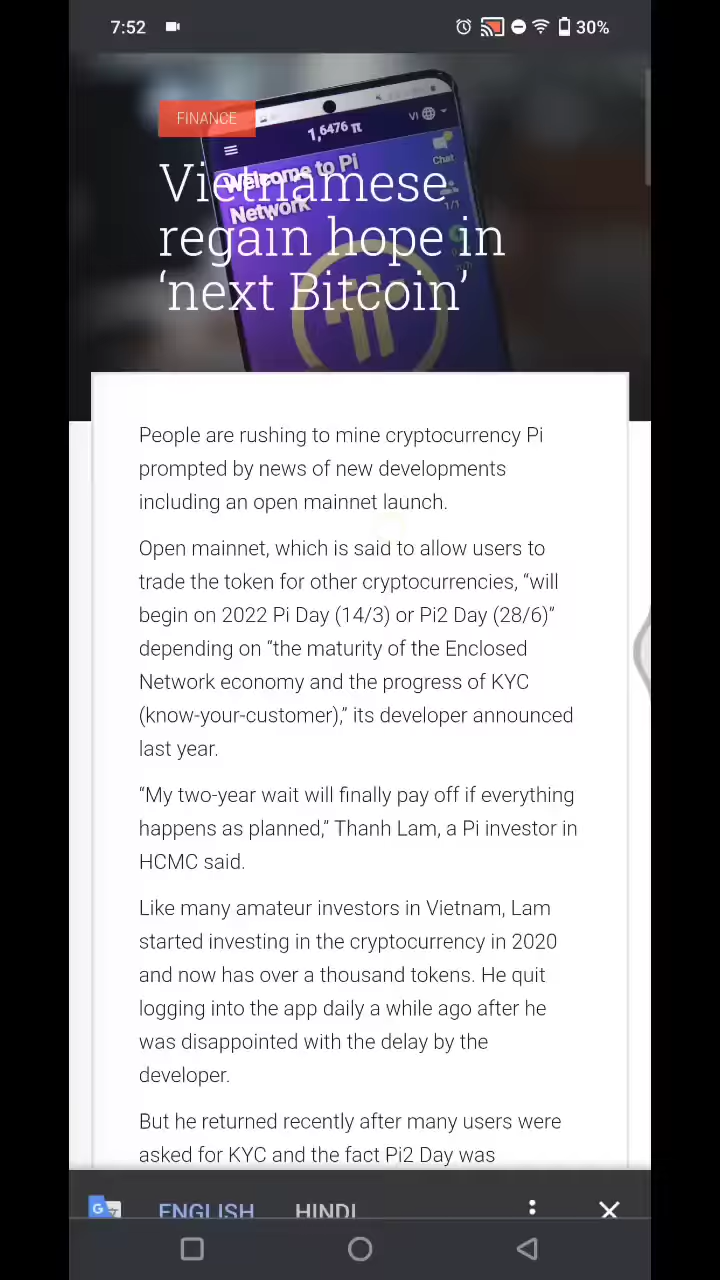 7:52
30%
FINANCE
1,6476 π
VI
Chat
1/1
Welcome to Pi
Network
Vietnamese
regain hope in
‘next Bitcoin’
People are rushing to mine cryptocurrency Pi
prompted by news of new developments
including an open mainnet launch.
Open mainnet, which is said to allow users to
trade the token for other cryptocurrencies, “will
begin on 2022 Pi Day (14/3) or Pi2 Day (28/6)”
depending on “the maturity of the Enclosed
Network economy and the progress of KYC
(know-your-customer),” its developer announced
last year.
“My two-year wait will finally pay off if everything
happens as planned,” Thanh Lam, a Pi investor in
HCMC said.
Like many amateur investors in Vietnam, Lam
started investing in the cryptocurrency in 2020
and now has over a thousand tokens. He quit
logging into the app daily a while ago after he
was disappointed with the delay by the
developer.
But he returned recently after many users were
asked for KYC and the fact Pi2 Day was
ENGLISH HINDI